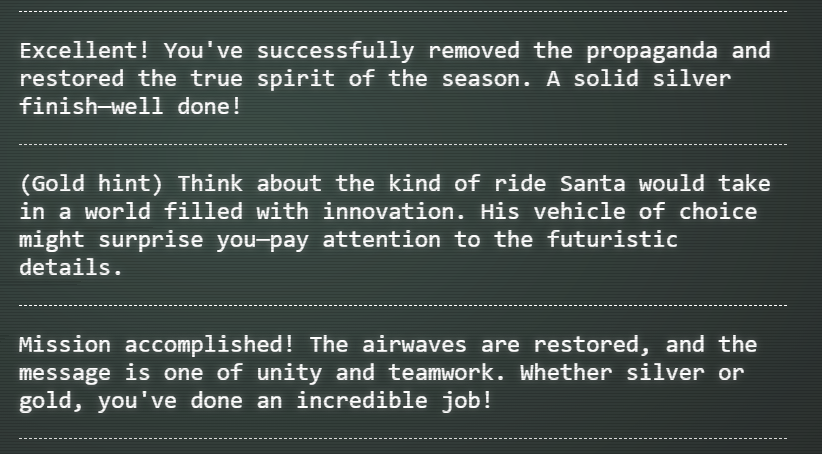 Excellent! You've successfully removed the propaganda and
restored the true spirit of the season. A solid silver
finish—well done!
(Gold hint) Think about the kind of ride Santa would take
in a world filled with innovation. His vehicle of choice
might surprise you—pay attention to the futuristic
details.
Mission accomplished! The airwaves are restored, and the
message is one of unity and teamwork. Whether silver or
gold, you've done an incredible job!